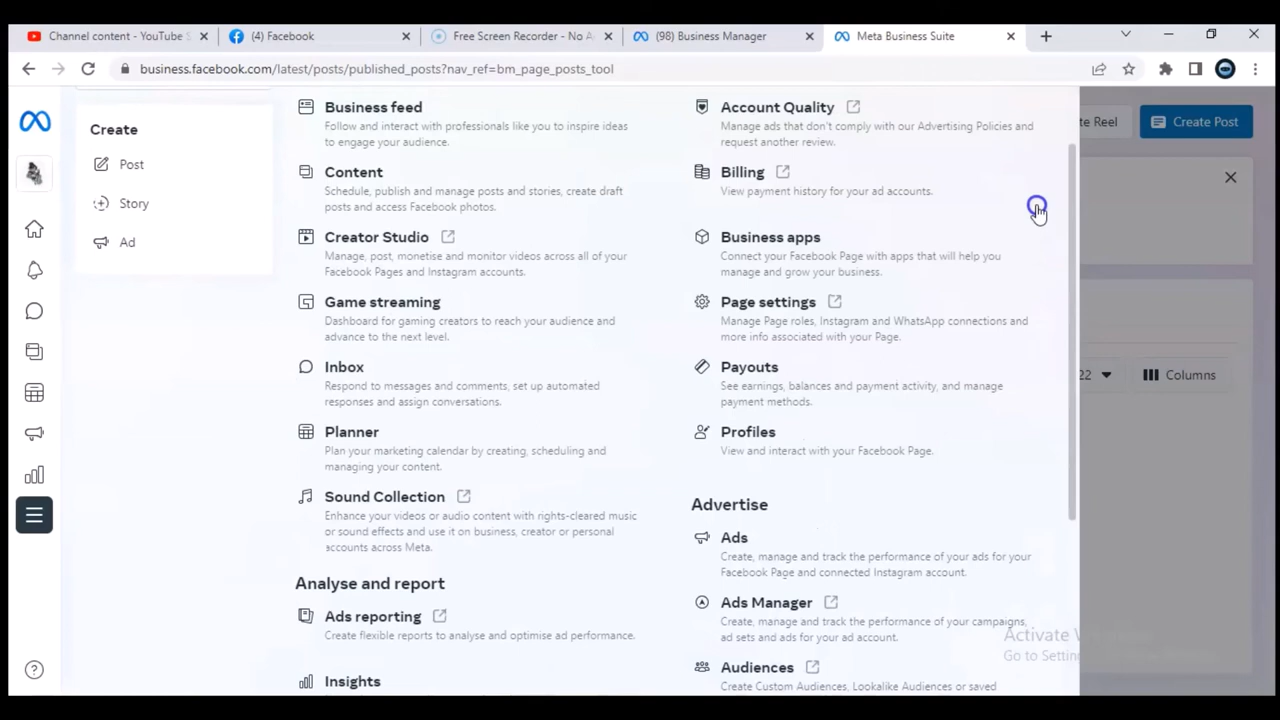 Channel content - YouTube S
(4) Facebook
Free Screen Recorder - No A
(98) Business Manager
Meta Business Suite
business.facebook.com/latest/posts/published_posts?nav_ref=bm_page_posts_tool
Create
Post
Story
Ad
Business feed
Follow and interact with professionals like you to inspire ideas
to engage your audience.
Content
Schedule, publish and manage posts and stories, create draft
posts and access Facebook photos.
Creator Studio
Manage, post, monetise and monitor videos across all of your
Facebook Pages and Instagram accounts.
Game streaming
Dashboard for gaming creators to reach your audience and
advance to the next level.
Inbox
Respond to messages and comments, set up automated
responses and assign conversations.
Planner
Plan your marketing calendar by creating, scheduling and
managing your content.
Sound Collection
Enhance your videos or audio content with rights-cleared music
or sound effects and use it on business, creator or personal
accounts across Meta.
Analyse and report
Ads reporting
Create flexible reports to analyse and optimise ad performance.
Insights
Account Quality
Manage ads that don't comply with our Advertising Policies and
request another review.
Billing
View payment history for your ad accounts.
Business apps
Connect your Facebook Page with apps that will help you
manage and grow your business.
Page settings
Manage Page roles, Instagram and WhatsApp connections and
more info associated with your Page.
Payouts
See earnings, balances and payment activity, and manage
payment methods.
Profiles
View and interact with your Facebook Page.
Advertise
Ads
Create, manage and track the performance of your ads for your
Facebook Page and connected Instagram account.
Ads Manager
Create, manage and track the performance of your campaigns,
ad sets and ads for your ad account.
Audiences
Create Custom Audiences, Lookalike Audiences or saved
te Reel
Create Post
22
Columns
Activate W
Go to Settin